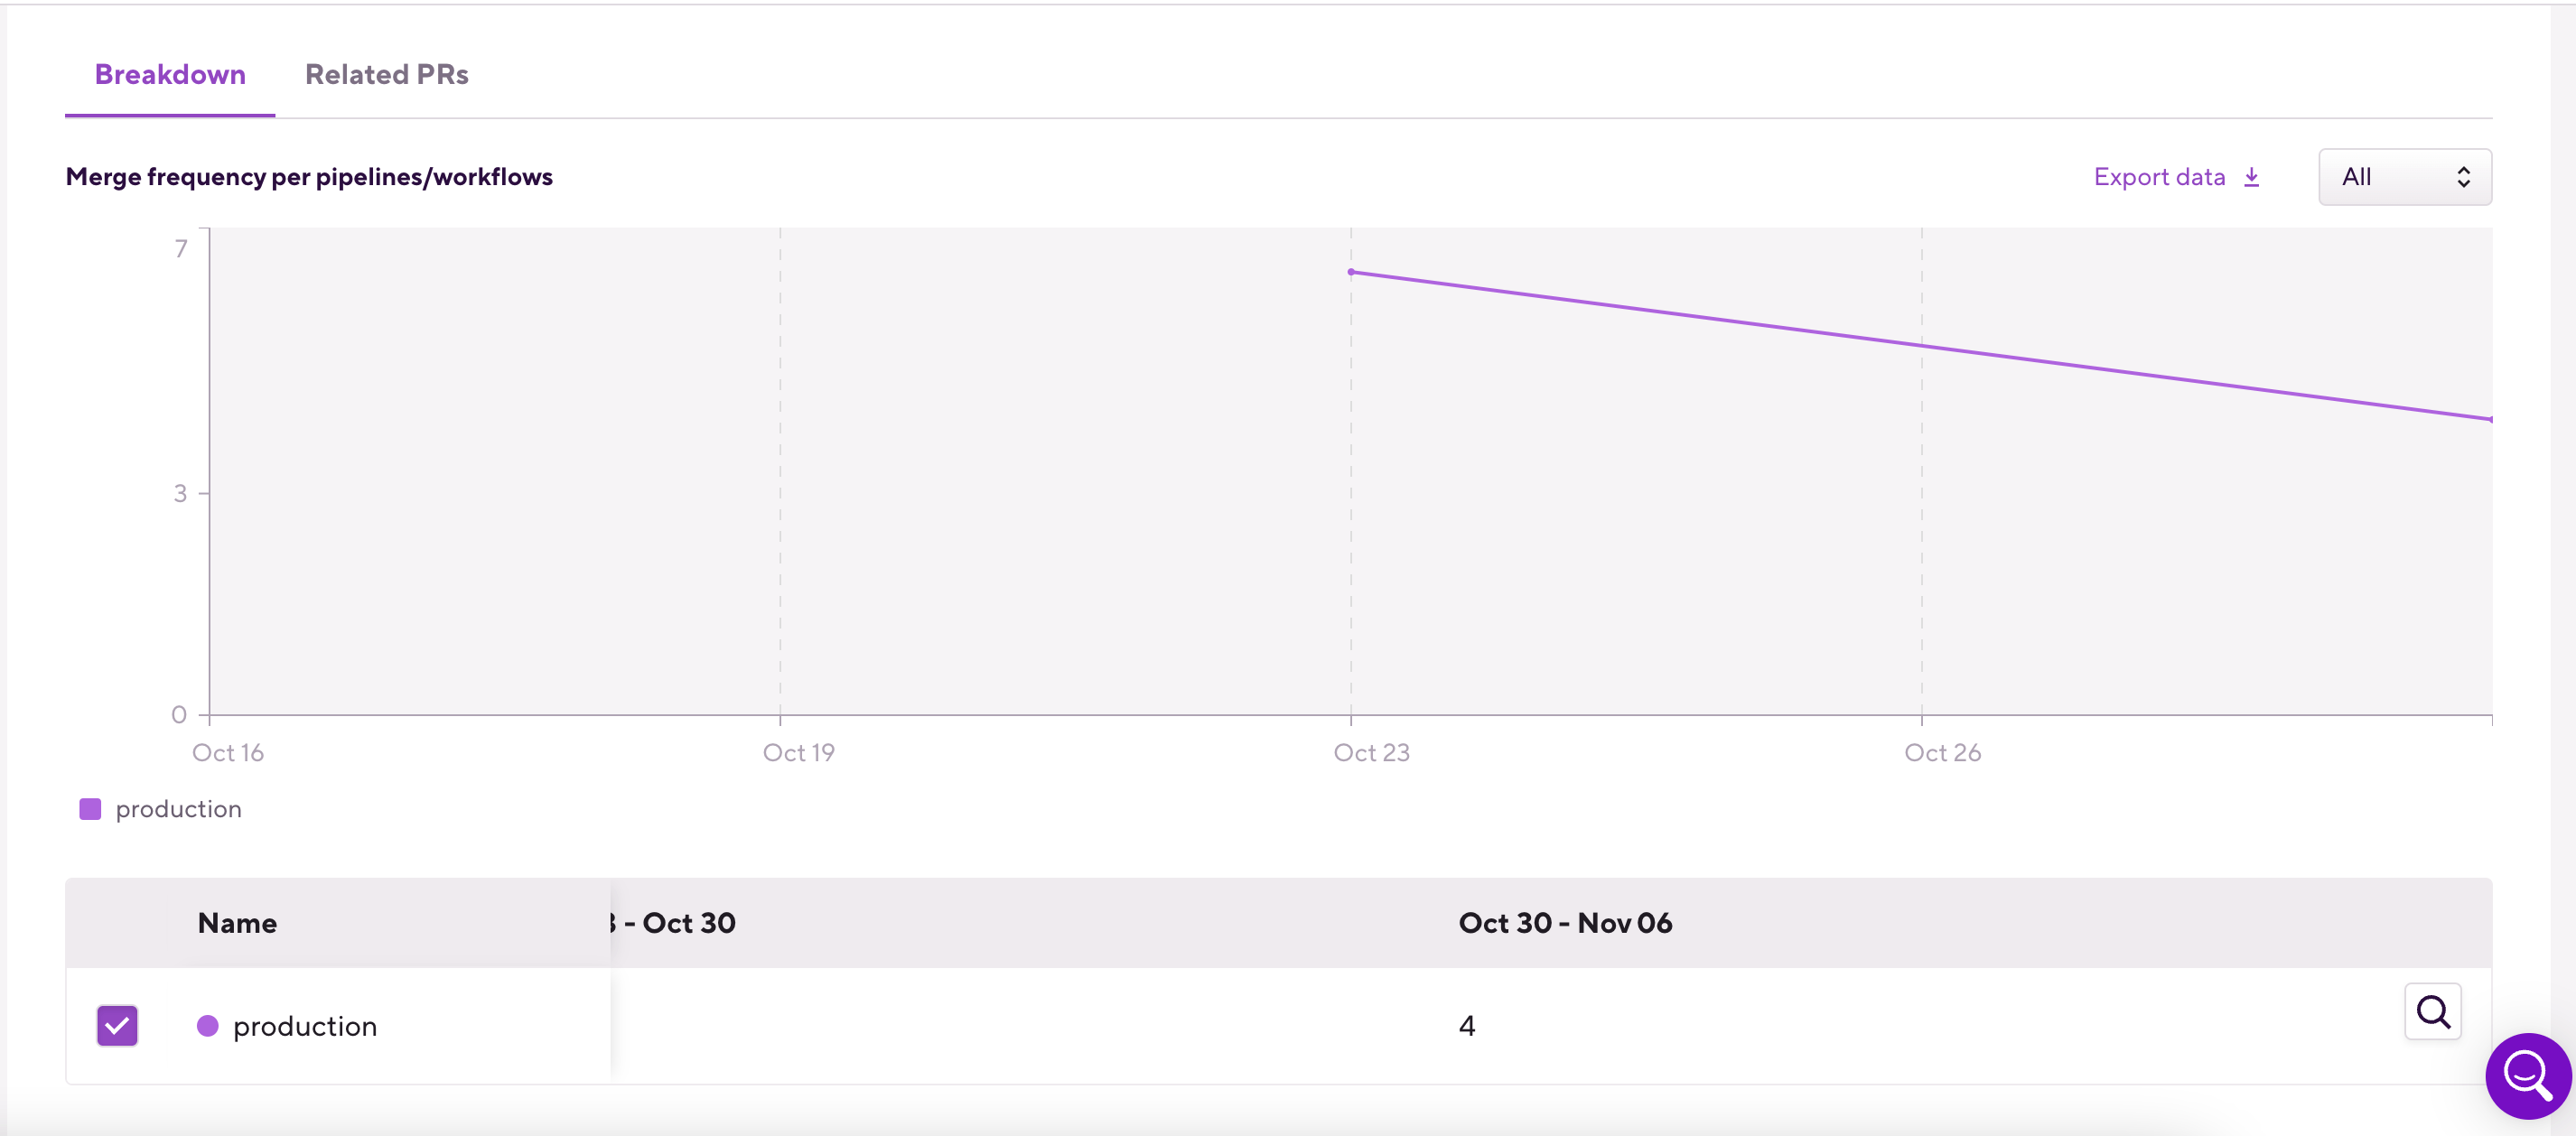 Breakdown Related PRs
Merge frequency per pipelines/workflows Export data All
7
3
0
Oct 16 Oct 19 Oct 23 Oct 26
production
Name - Oct 30 Oct 30 - Nov 06
production 4